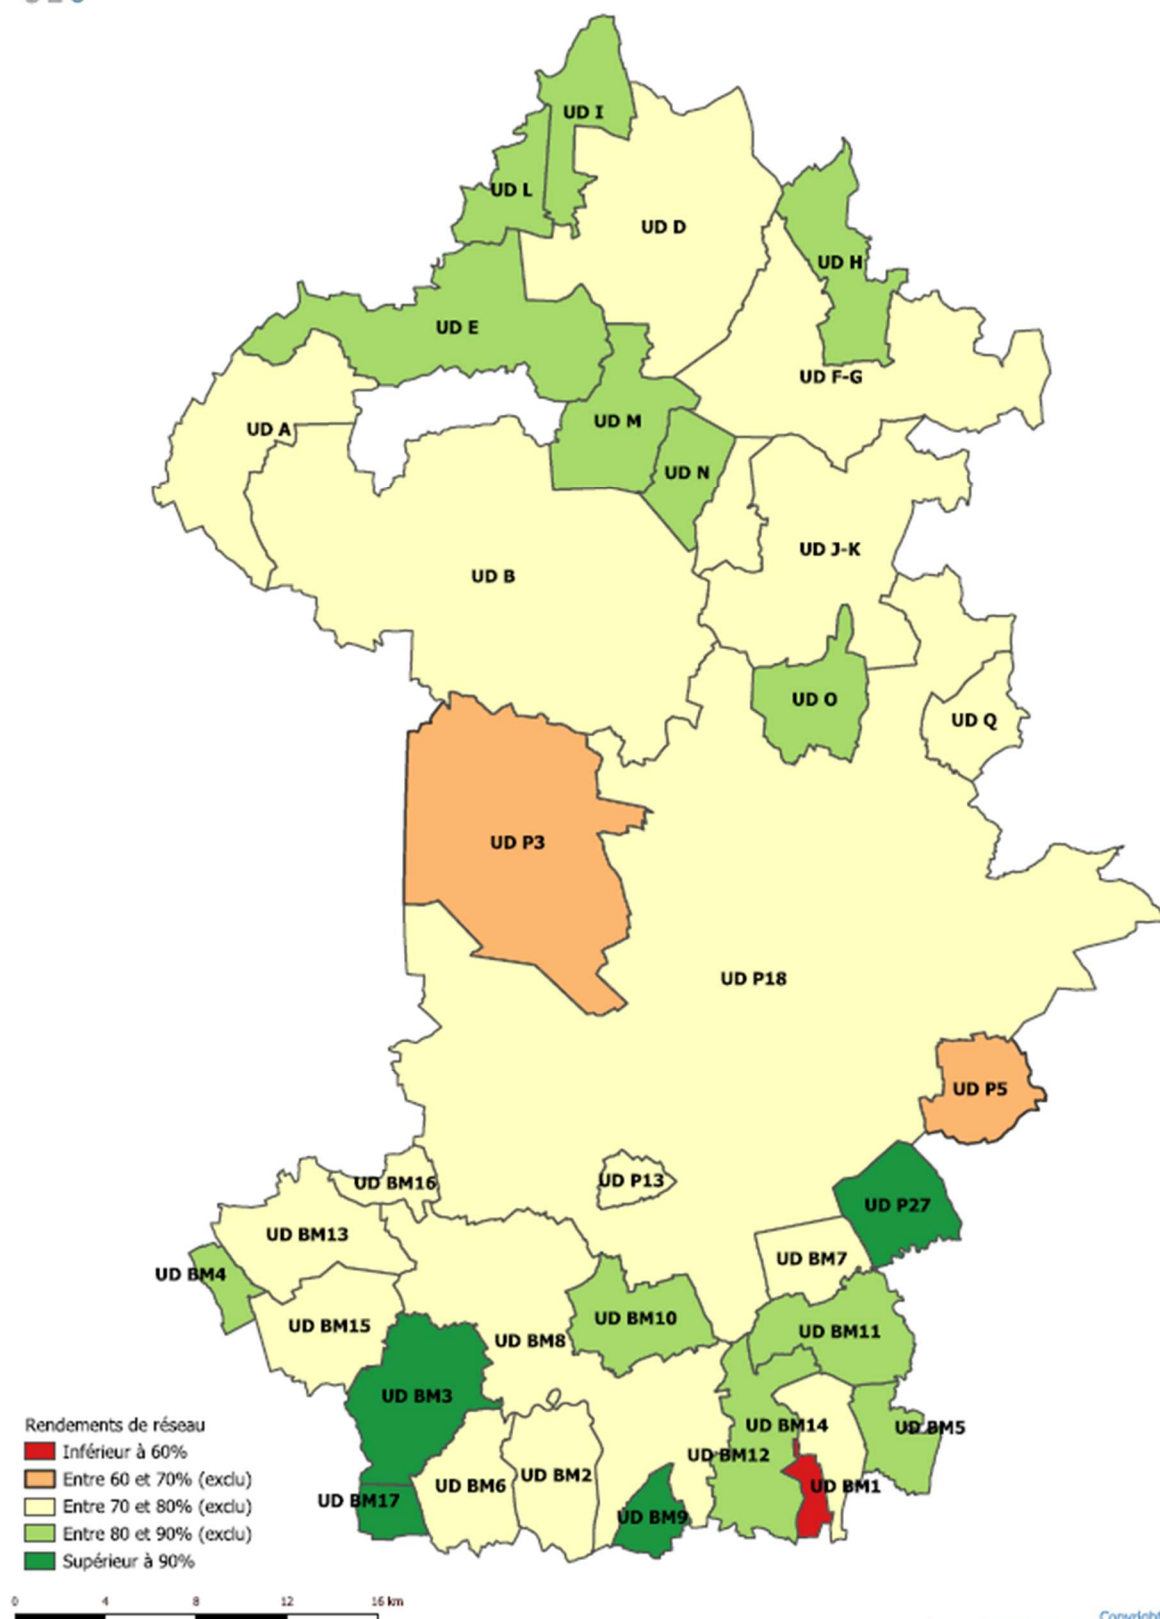 UD I
UD L
UD D
UD H
UD E
UD F-G
UD A
UD M
UD N
UD J-K
UD B
UD O
UD Q
UD P3
UD P18
UD P5
UD P13
UD BM16
UD P27
UD BM13
UD BM7
UD BM4
UD BM15
UD BM10
UD BM11
UD BM8
UD BM3
UD BM14
UD BM5
UD BM12
UD BM2
UD BM6
UD BM1
UD BM17
UD BM9
Rendements de réseau
Inférieur à 60%
Entre 60 et 70% (exclu)
Entre 70 et 80% (exclu)
Entre 80 et 90% (exclu)
Supérieur à 90%
0 4 8 12 16 km